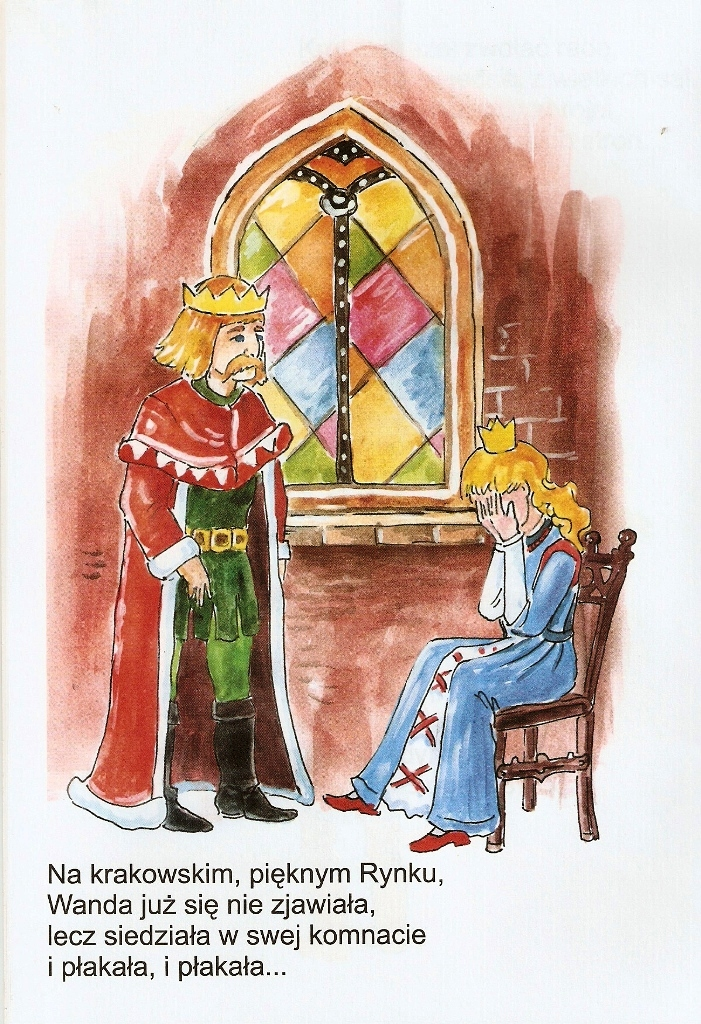 Na krakowskim, pięknym Rynku,
Wanda już się nie zjawiała,
lecz siedziała w swej komnacie
i płakała, i płakała...